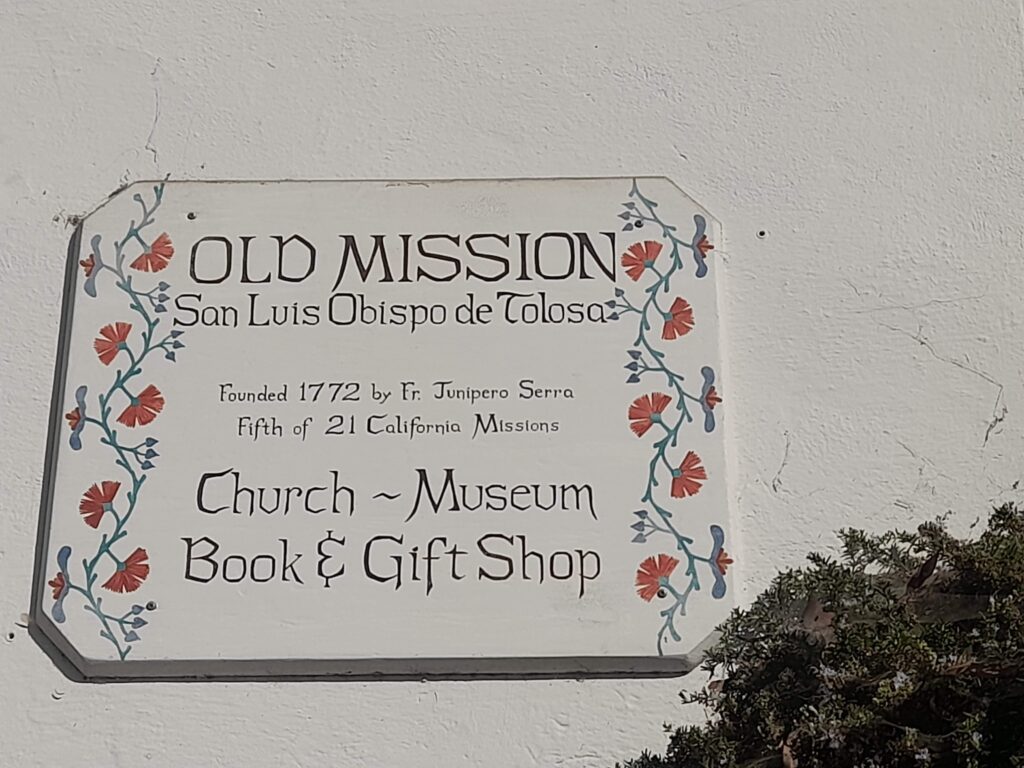 OLD MISSION
San Luis Obispo de Tolosa
Founded 1772 by Fr. Junipero Serra
Fifth of 21 California Missions
Church ~ Museum
Book & Gift Shop